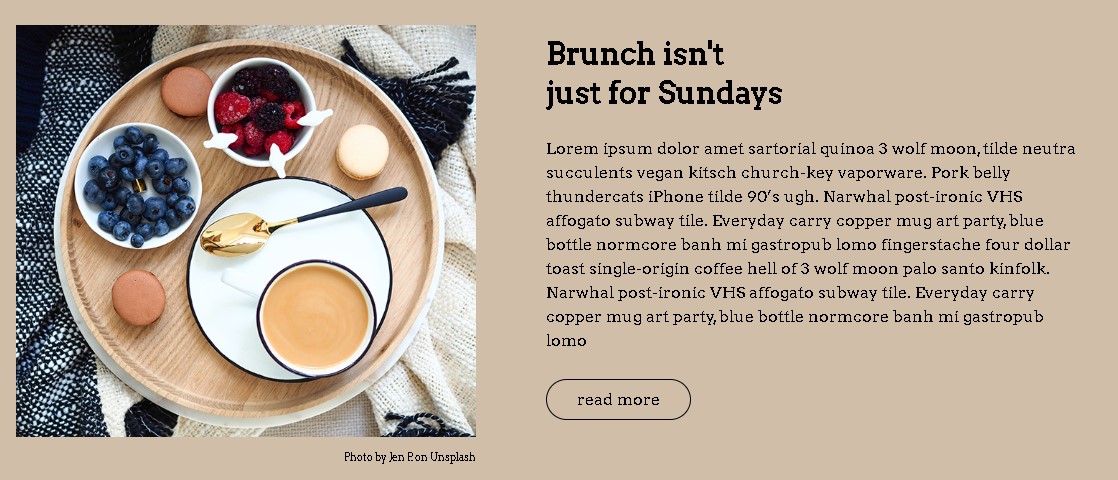 Brunch isn't
just for Sundays
Lorem ipsum dolor amet sartorial quinoa 3 wolf moon, tilde neutra
succulents vegan kitsch church-key vaporware. Pork belly
thundercats iPhone tilde 90's ugh. Narwhal post-ironic VHS
affogato subway tile. Everyday carry copper mug art party, blue
bottle normcore banh mi gastropub lomo fingerstache four dollar
toast single-origin coffee hell of 3 wolf moon palo santo kinfolk.
Narwhal post-ironic VHS affogato subway tile. Everyday carry
copper mug art party, blue bottle normcore banh mi gastropub
lomo
read more
Photo by Jen P. on Unsplash